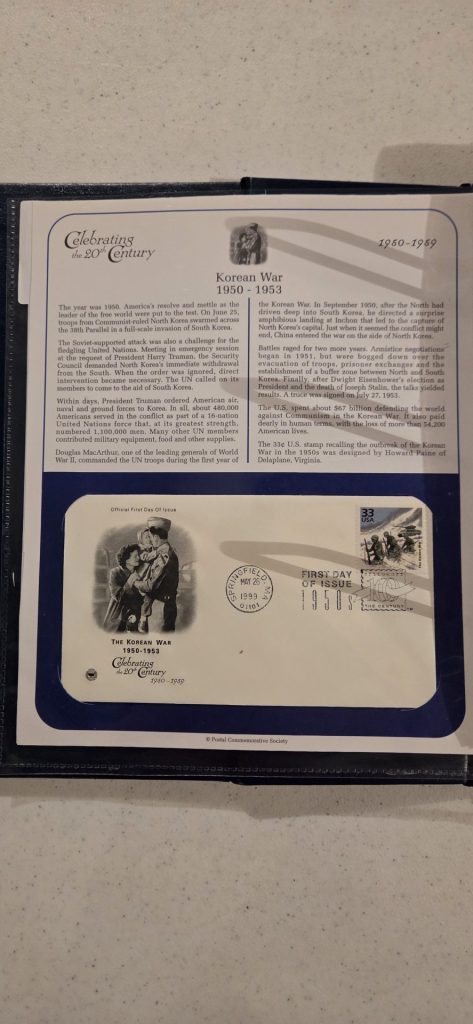 Celebrating
the 20th Century
1950-1959
Korean War
1950 - 1953
The year was 1950. America's resolve and mettle as the
leader of the free world were put to the test. On June 25,
troops from Communist-ruled North Korea swarmed across
the 38th Parallel in a full-scale invasion of South Korea.
The Soviet-supported attack was also a challenge for the
fledgling United Nations. Meeting in emergency session
at the request of President Harry Truman, the Security
Council demanded North Korea's immediate withdrawal
from the South. When the order was ignored, direct
intervention became necessary. The UN called on its
members to come to the aid of South Korea.
Within days, President Truman ordered American air,
naval and ground forces to Korea. In all, about 480,000
Americans served in the conflict as part of a 16-nation
United Nations force that, at its greatest strength,
numbered 1,100,000 men. Many other UN members
contributed military equipment, food and other supplies.
Douglas MacArthur, one of the leading generals of World
War II, commanded the UN troops during the first year of
the Korean War. In September 1950, after the North had
driven deep into South Korea, he directed a surprise
amphibious landing at Inchon that led to the capture of
North Korea's capital. Just when it seemed the conflict might
end, China entered the war on the side of North Korea.
Battles raged for two more years. Armistice negotiations
began in 1951, but were bogged down over the
evacuation of troops, prisoner exchanges and the
establishment of a buffer zone between North and South
Korea. Finally, after Dwight Eisenhower's election as
President and the death of Joseph Stalin, the talks yielded
results. A truce was signed on July 27, 1953.
The U.S. spent about $67 billion defending the world
against Communism in the Korean War. It also paid
dearly in human terms, with the loss of more than 54,200
American lives.
The 33¢ U.S. stamp recalling the outbreak of the Korean
War in the 1950s was designed by Howard Paine of
Delaplane, Virginia.
Official First Day Of Issue
33
USA
SPRINGFIELD, MA
MAY 26
1999
01101
FIRST DAY
OF ISSUE
1950s
CELEBRATE
THE CENTURY
THE KOREAN WAR
1950-1953
Celebrating
the 20th Century
1950-1959
© Postal Commemorative Society